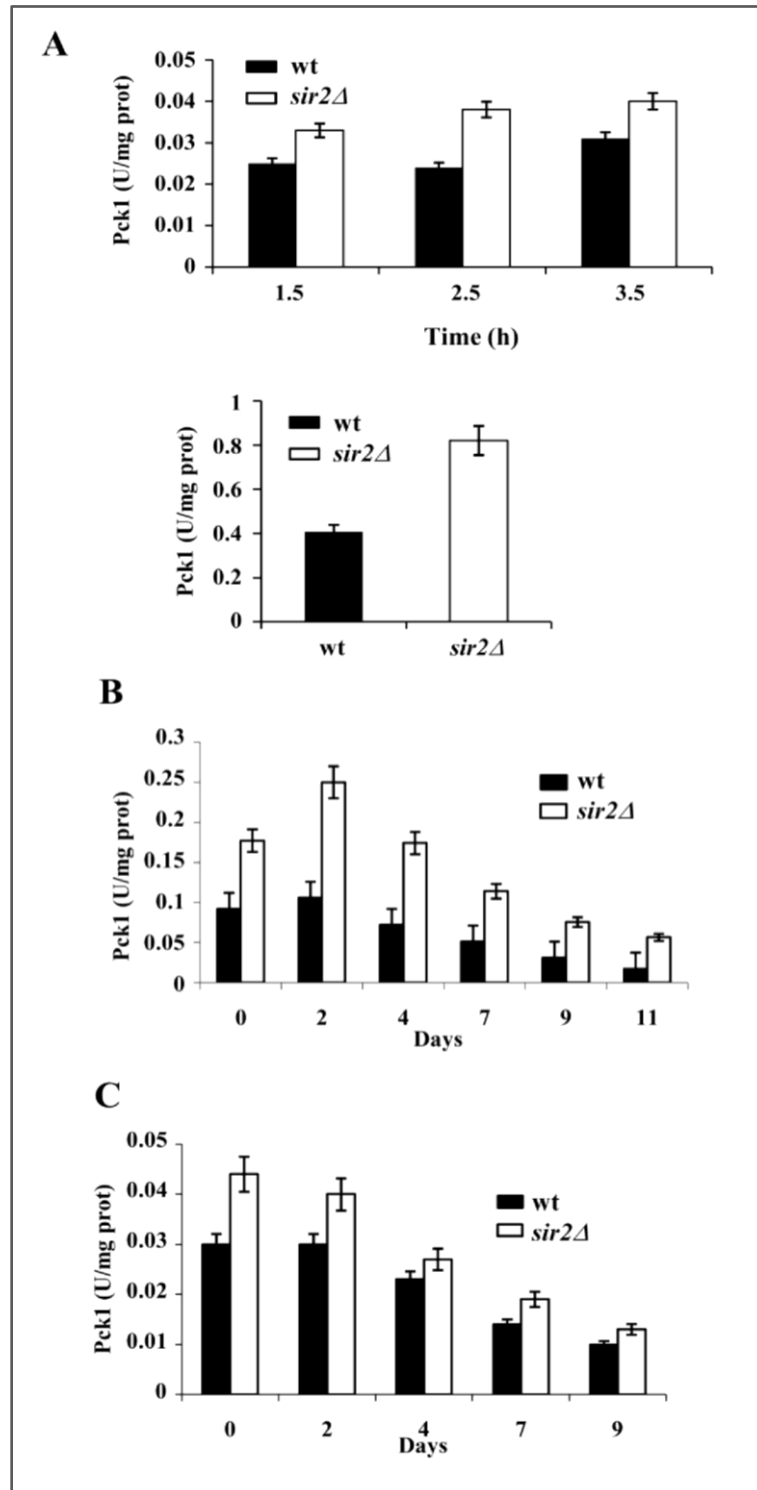 A
Pck1 (U/mg prot)
0.05
0.04
0.03
0.02
0.01
0
wt
sir2Δ
1.5 2.5 3.5
Time (h)
Pck1 (U/mg prot)
1
0.8
0.6
0.4
0.2
0
wt
sir2Δ
wt sir2Δ
B
Pck1 (U/mg prot)
0.3
0.25
0.2
0.15
0.1
0.05
0
wt
sir2Δ
0 2 4 7 9 11
Days
C
Pck1 (U/mg prot)
0.05
0.04
0.03
0.02
0.01
0
wt
sir2Δ
0 2 4 7 9
Days